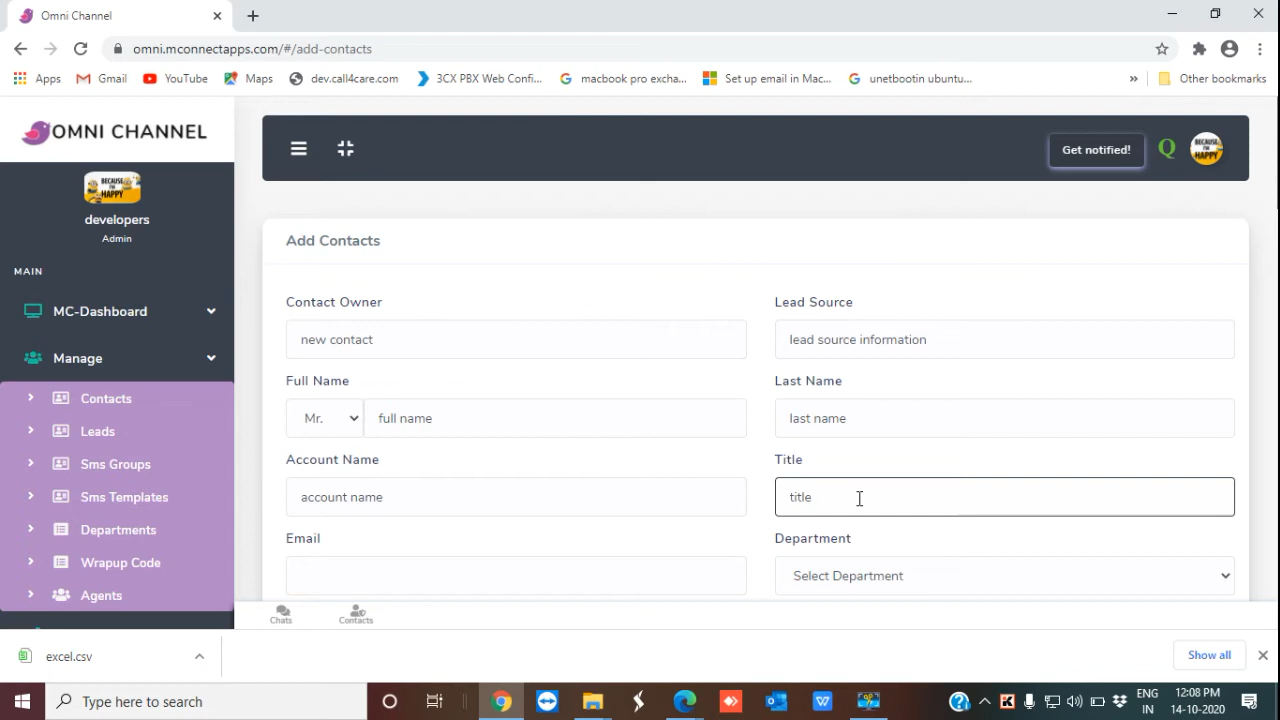 Omni Channel
omni.mconnectapps.com/#/add-contacts
Apps Gmail YouTube Maps dev.call4care.com 3CX PBX Web Confi... macbook pro excha... Set up email in Mac... unetbootin ubuntu... » Other bookmarks
OMNI CHANNEL
Get notified! Q
BECAUSE I'M HAPPY
developers
Admin
MAIN
MC-Dashboard
Manage
Contacts
Leads
Sms Groups
Sms Templates
Departments
Wrapup Code
Agents
Add Contacts
Contact Owner
new contact
Lead Source
lead source information
Full Name
Mr. full name
Last Name
last name
Account Name
account name
Title
title
Email
Department
Select Department
Chats Contacts
excel.csv
Show all
Type here to search
ENG
IN
12:08 PM
14-10-2020